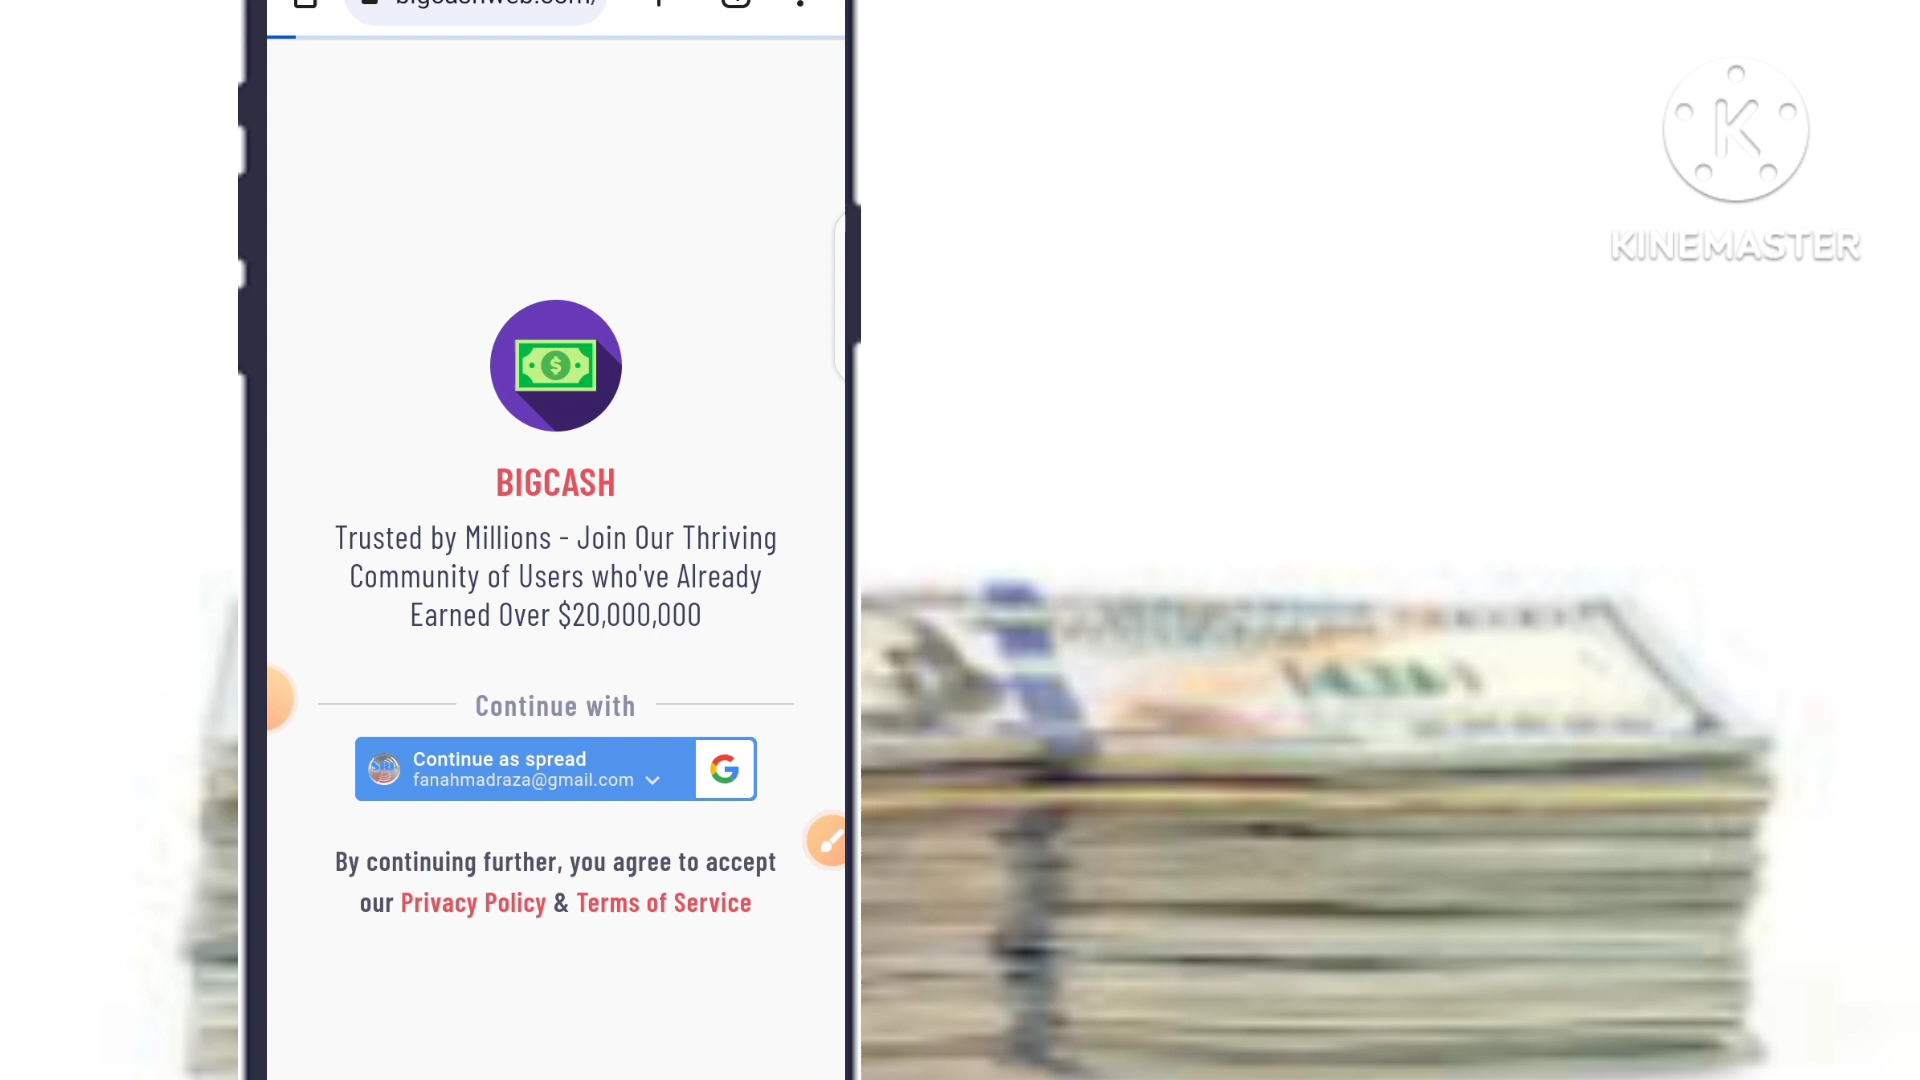 BIGCASH
Trusted by Millions - Join Our Thriving
Community of Users who've Already
Earned Over $20,000,000
Continue with
Continue as spread
fanahmadraza@gmail.com
By continuing further, you agree to accept
our Privacy Policy & Terms of Service
K
KINEMASTER